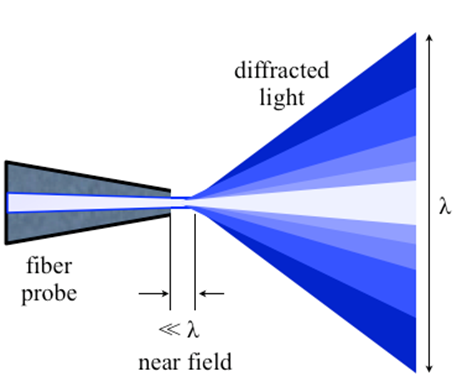 diffracted
light
λ
fiber
probe
≪ λ
near field